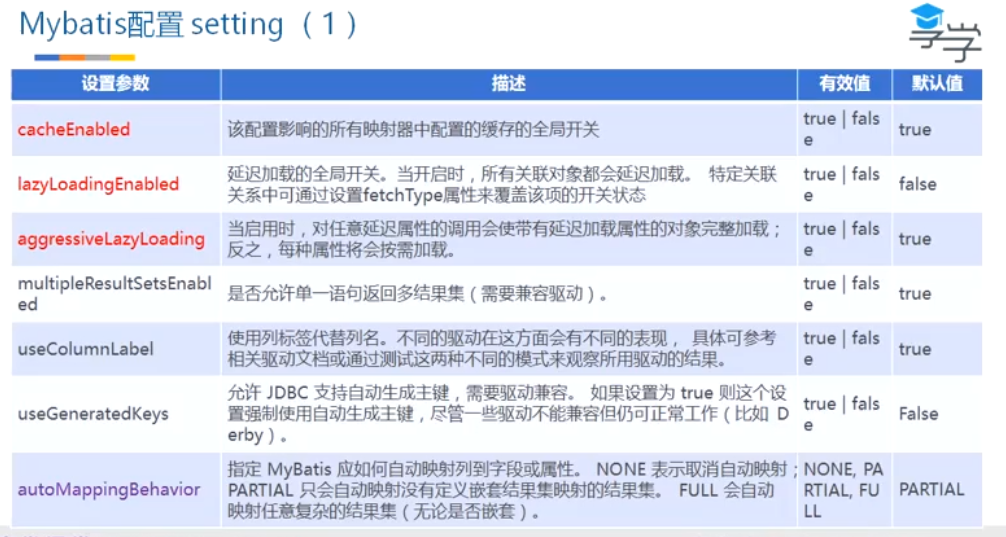 Mybatis配置 setting （1）
享学
设置参数 描述 有效值 默认值
cacheEnabled
该配置影响的所有映射器中配置的缓存的全局开关
true | fals
e
true
lazyLoadingEnabled
延迟加载的全局开关。当开启时，所有关联对象都会延迟加载。 特定关联
关系中可通过设置fetchType属性来覆盖该项的开关状态
true | fals
e
false
aggressiveLazyLoading
当启用时，对任意延迟属性的调用会使带有延迟加载属性的对象完整加载；
反之，每种属性将会按需加载。
true | fals
e
true
multipleResultSetsEnabl
ed
是否允许单一语句返回多结果集（需要兼容驱动）。
true | fals
e
true
useColumnLabel
使用列标签代替列名。不同的驱动在这方面会有不同的表现， 具体可参考
相关驱动文档或通过测试这两种不同的模式来观察所用驱动的结果。
true | fals
e
true
useGeneratedKeys
允许 JDBC 支持自动生成主键，需要驱动兼容。 如果设置为 true 则这个设
置强制使用自动生成主键，尽管一些驱动不能兼容但仍可正常工作（比如 D
erby）。
true | fals
e
False
autoMappingBehavior
指定 MyBatis 应如何自动映射列到字段或属性。 NONE 表示取消自动映射；
PARTIAL 只会自动映射没有定义嵌套结果集映射的结果集。 FULL 会自动
映射任意复杂的结果集（无论是否嵌套）。
NONE, PA
RTIAL, FU
LL
PARTIAL